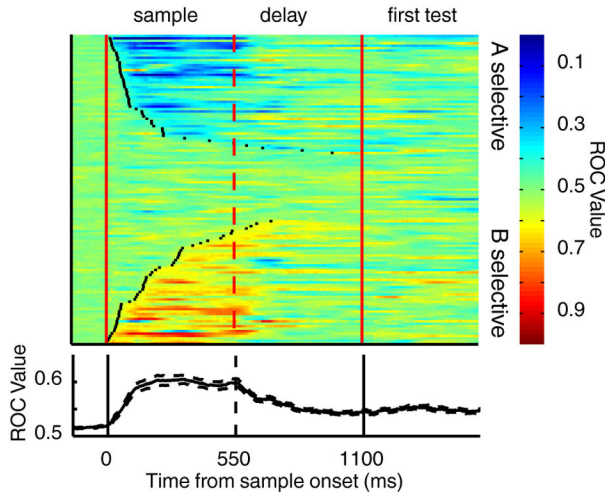 sample delay first test
A selective
B selective
0.1
0.3
0.5
0.7
0.9
ROC Value
ROC Value
0.6
0.5
0 550 1100
Time from sample onset (ms)